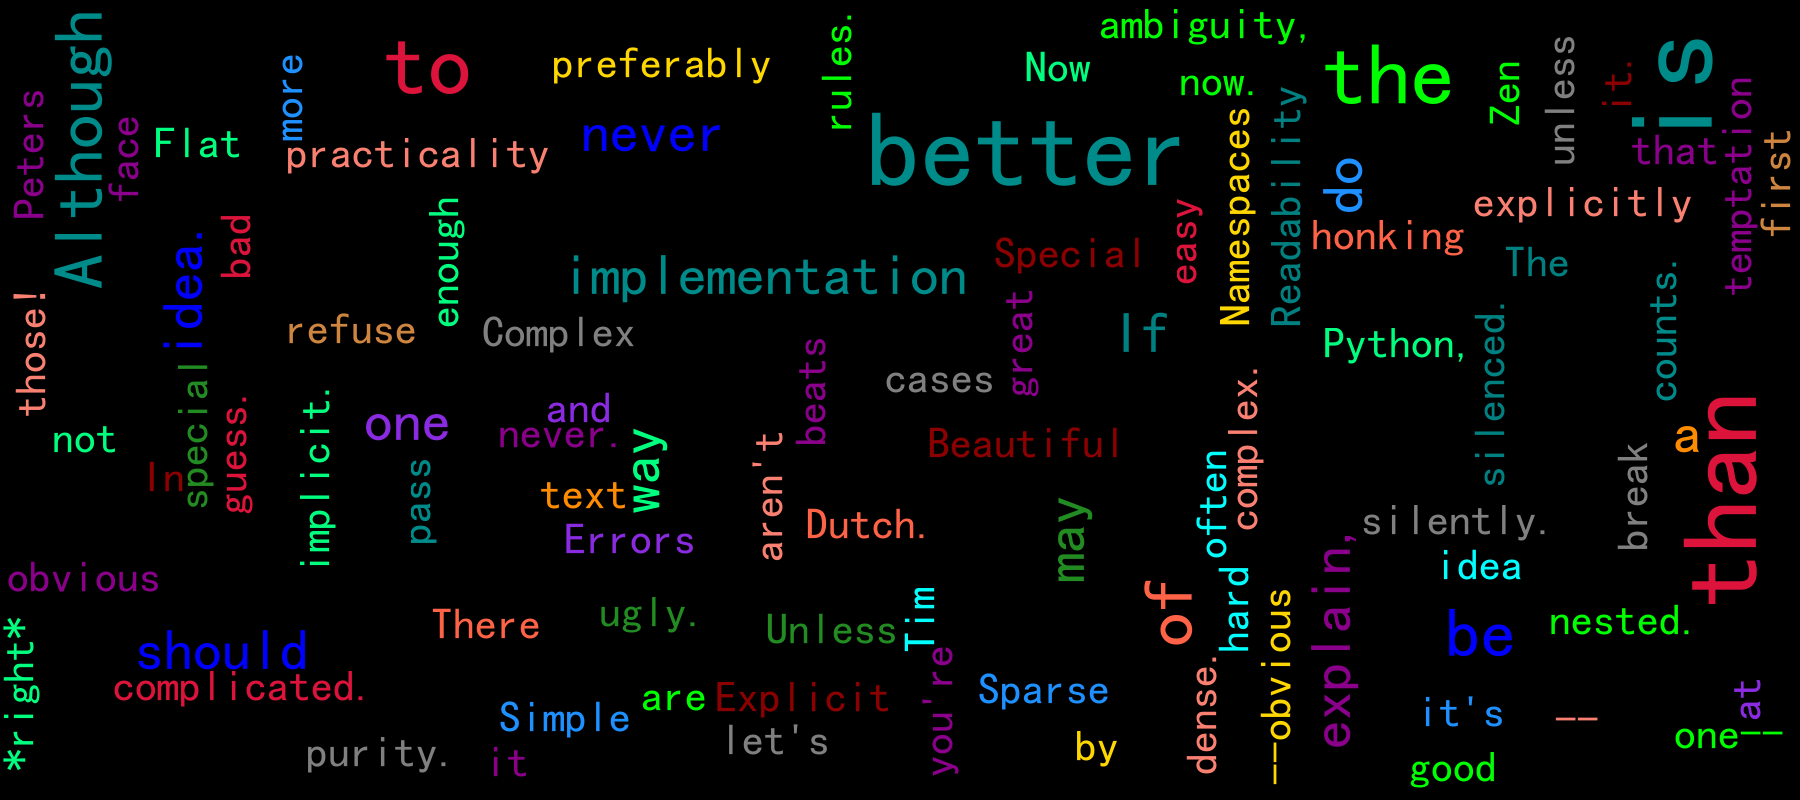 Although
to
preferably
rules.
ambiguity,
Now
now.
the
Zen
unless
it.
is
Peters
face
Flat
more
practicality
never
better
Namespaces
Readability
do
that
temptation
first
explicitly
honking
The
easy
Special
implementation
enough
bad
idea.
those!
refuse
Complex
great
If
Python,
silenced.
counts.
beats
cases
complex.
not
In
special
guess.
implicit.
one
and
never.
way
pass
text
Errors
aren't
Dutch.
Beautiful
may
often
silently.
break
a
than
idea
obvious
*right*
should
complicated.
There
ugly.
Unless
Tim
of
hard
--obvious
explain,
be
nested.
purity.
Simple
it
are
Explicit
let's
you're
Sparse
by
dense.
it's
--
at
one--
good